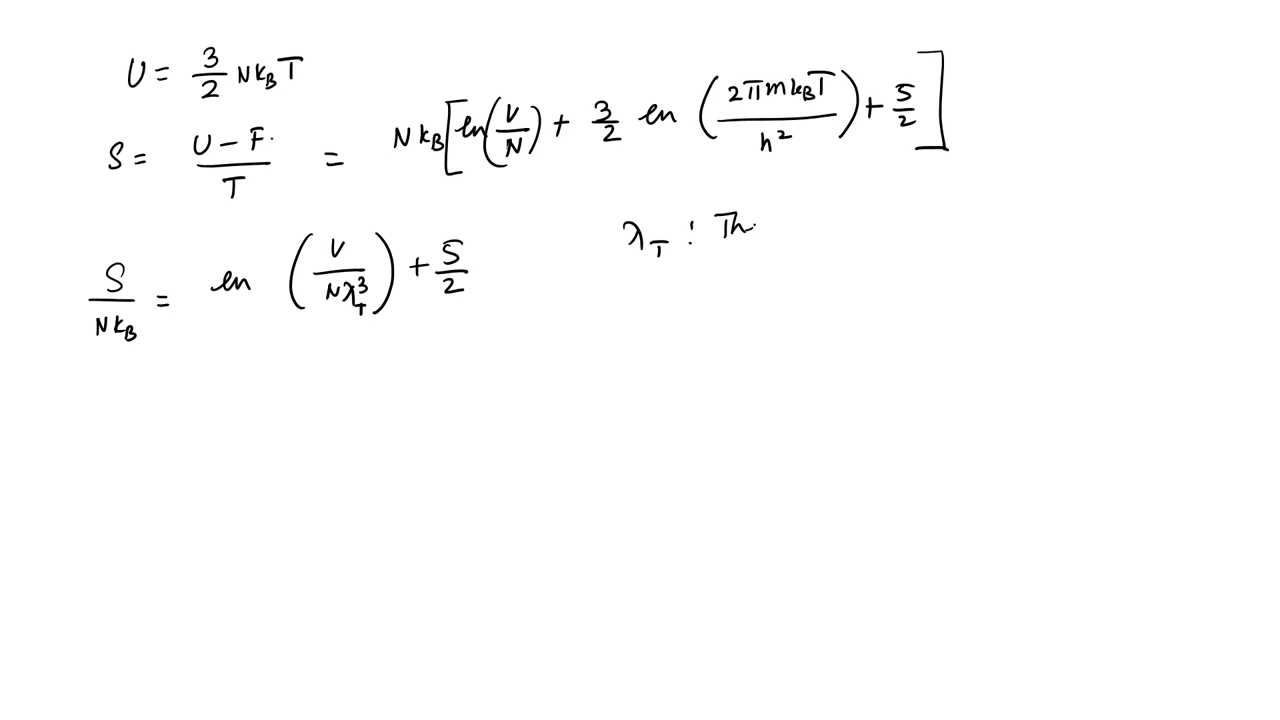 U = 3/2 N k_B T
S = (U - F)/T = N k_B [ ln(V/N) + 3/2 ln (2πm k_B T / h²) + 5/2 ]
λ_T : Th
S/(N k_B) = ln (V / (N λ_T³)) + 5/2